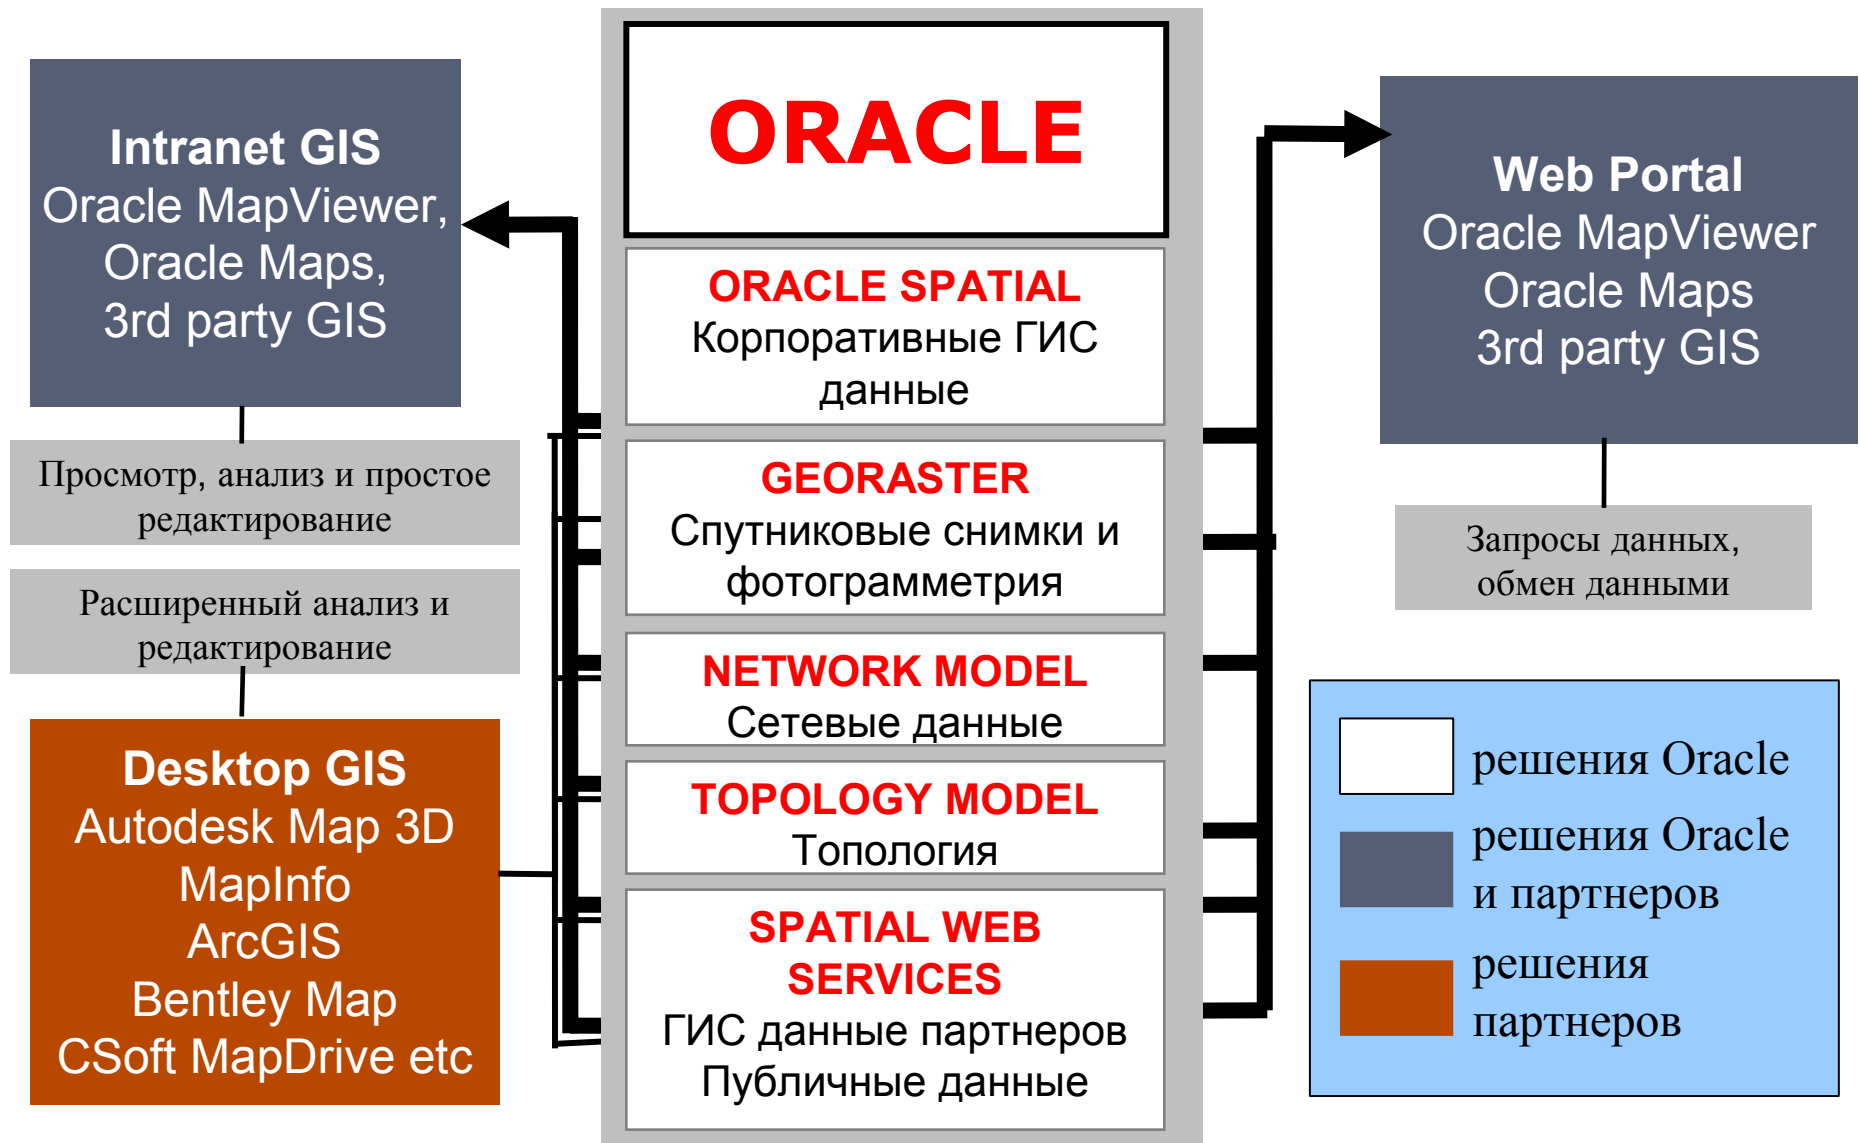 Intranet GIS
Oracle MapViewer,
Oracle Maps,
3rd party GIS
Просмотр, анализ и простое
редактирование
Расширенный анализ и
редактирование
Desktop GIS
Autodesk Map 3D
MapInfo
ArcGIS
Bentley Map
CSoft MapDrive etc
ORACLE
ORACLE SPATIAL
Корпоративные ГИС
данные
GEORASTER
Спутниковые снимки и
фотограмметрия
NETWORK MODEL
Сетевые данные
TOPOLOGY MODEL
Топология
SPATIAL WEB
SERVICES
ГИС данные партнеров
Публичные данные
Web Portal
Oracle MapViewer
Oracle Maps
3rd party GIS
Запросы данных,
обмен данными
решения Oracle
решения Oracle
и партнеров
решения
партнеров